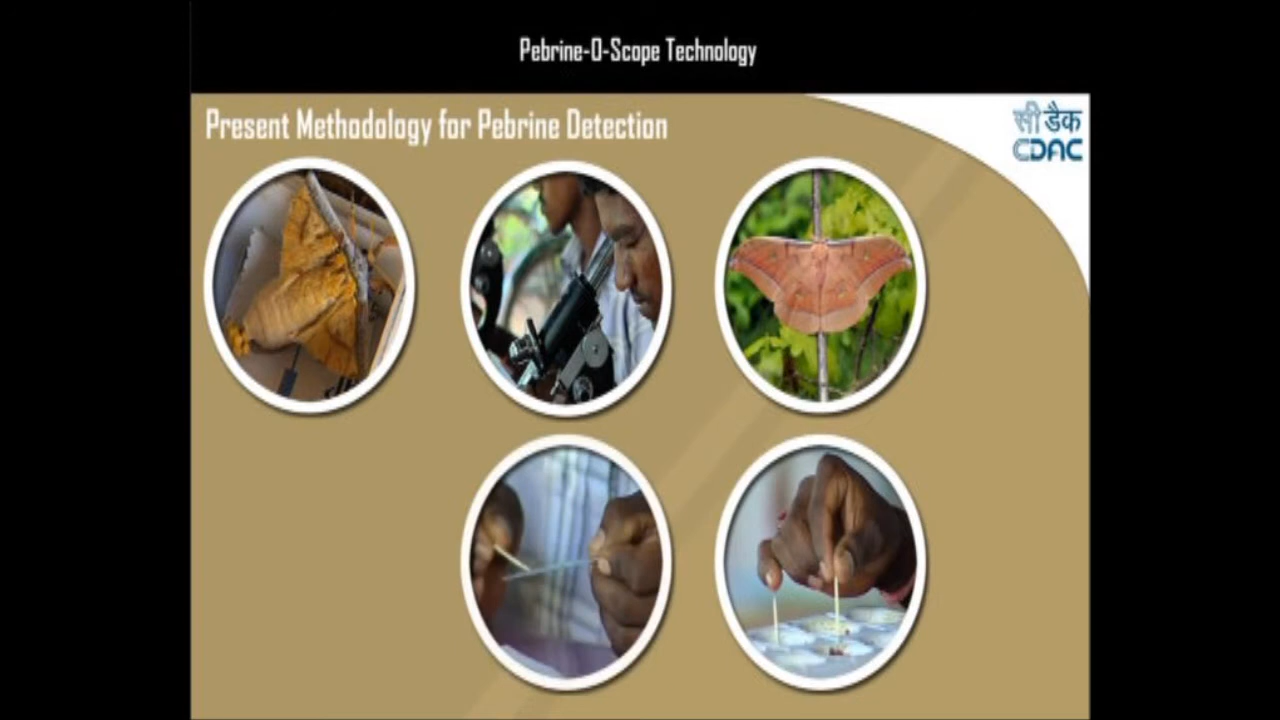 Pebrine-O-Scope Technology
Present Methodology for Pebrine Detection
सी डैक
CDAC